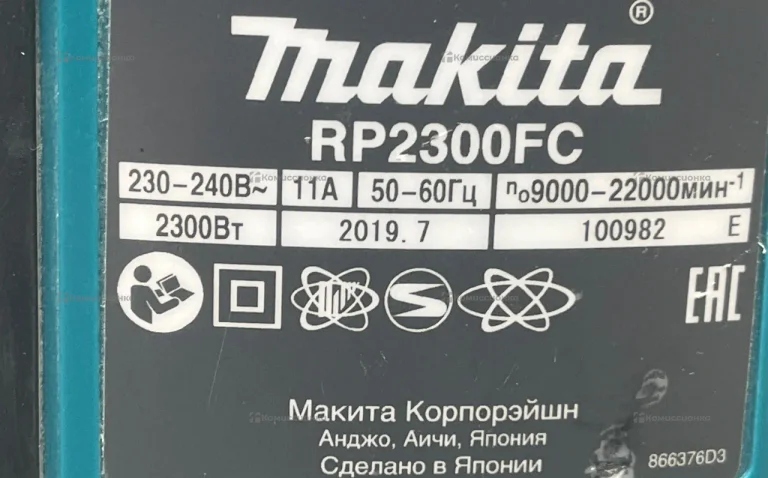 makita®
RP2300FC
230-240В~ 11А 50-60Гц n₀9000-22000мин⁻¹
2300Вт 2019.7 100982 E
EAC
Макита Корпорэйшн
Анджо, Аичи, Япония
Сделано в Японии
866376D3
Комиссионка